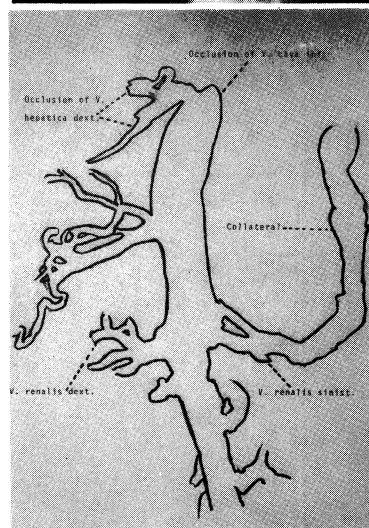 Occlusion of V. cava inf.
Occlusion of V.
hepatica dext.
Collateral
V. renalis dext.
V. renalis sinist.